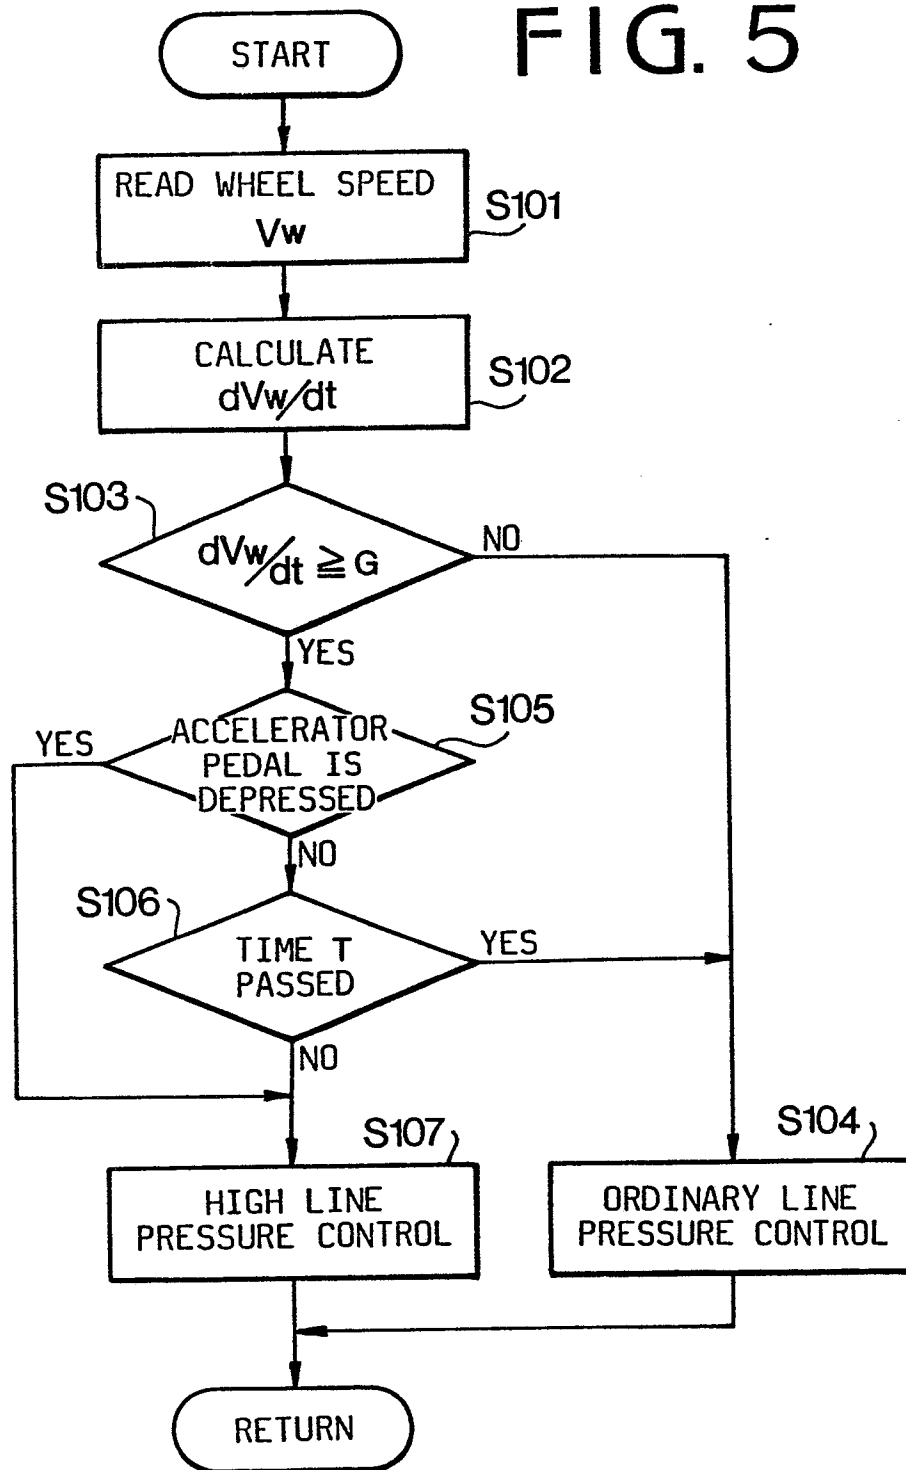 FIG. 5
START
READ WHEEL SPEED
Vw
S101
CALCULATE
dVw/dt
S102
S103
dVw/dt ≧ G
NO
YES
S105
YES
ACCELERATOR
PEDAL IS
DEPRESSED
NO
S106
TIME T
PASSED
YES
NO
S107
S104
HIGH LINE
PRESSURE CONTROL
ORDINARY LINE
PRESSURE CONTROL
RETURN